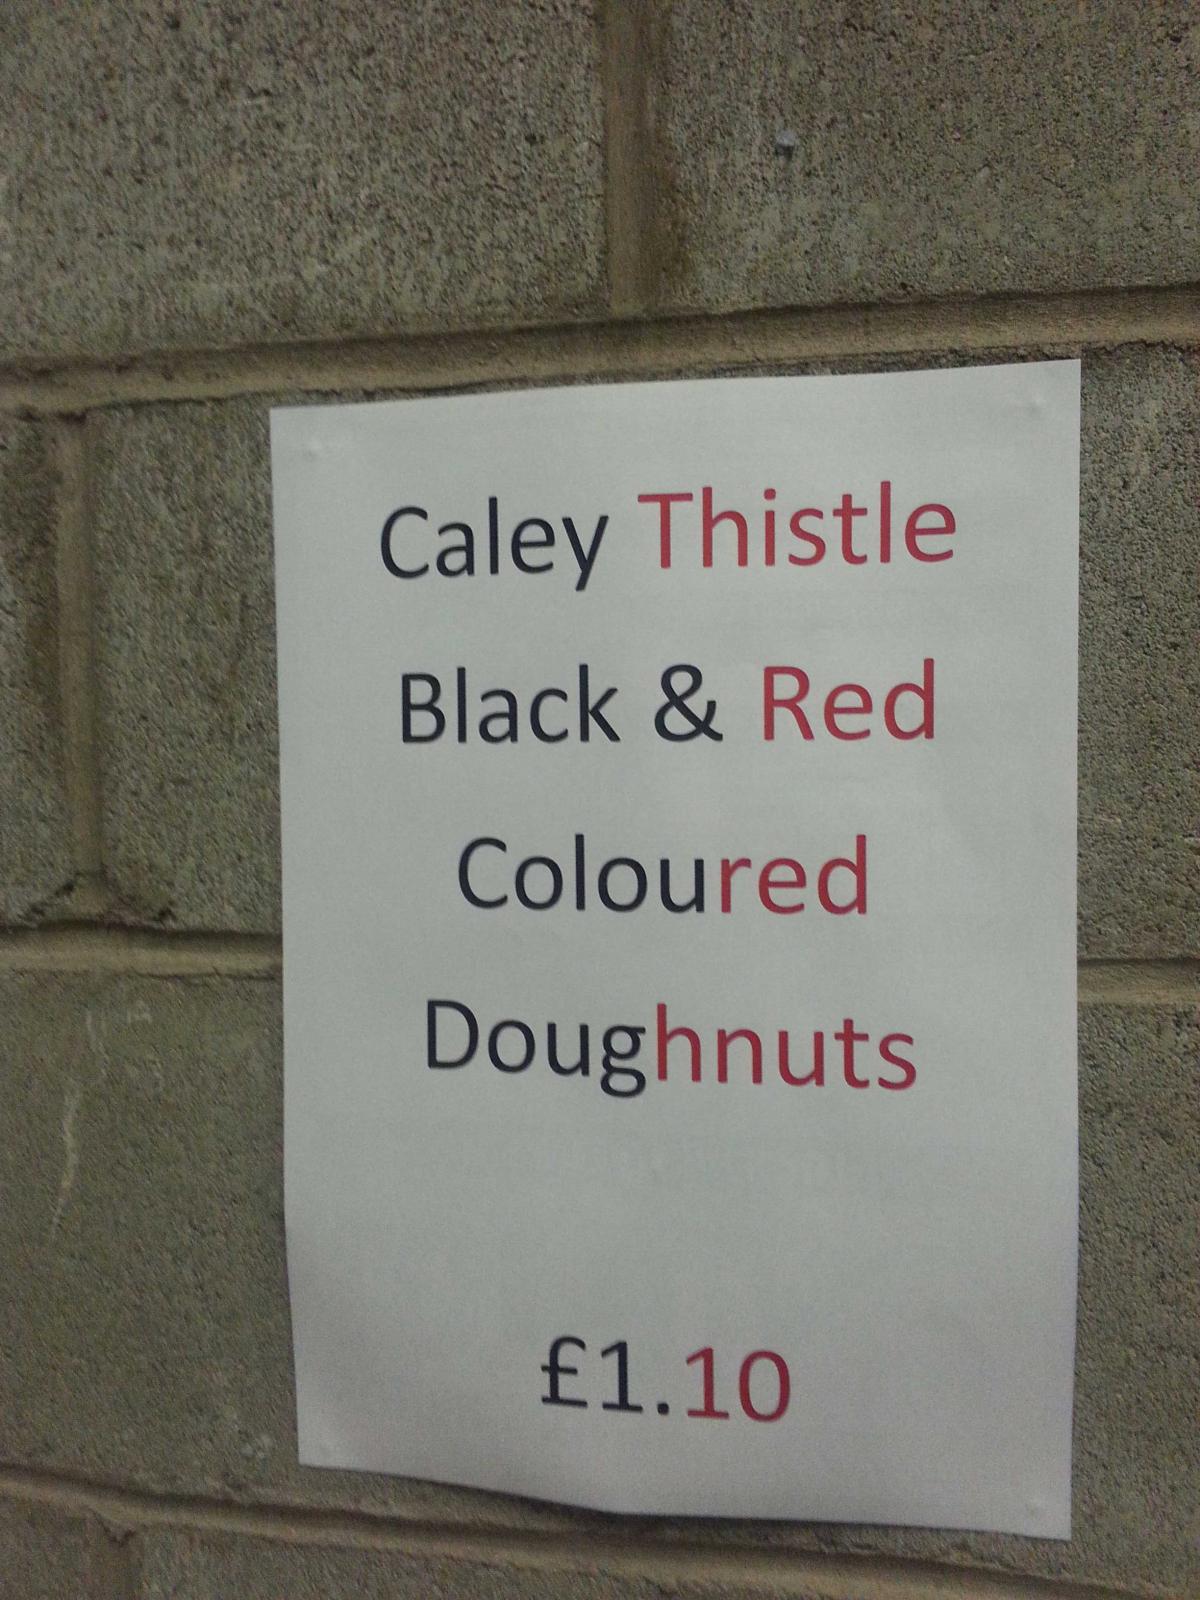 Caley Thistle
Black & Red
Coloured
Doughnuts
£1.10